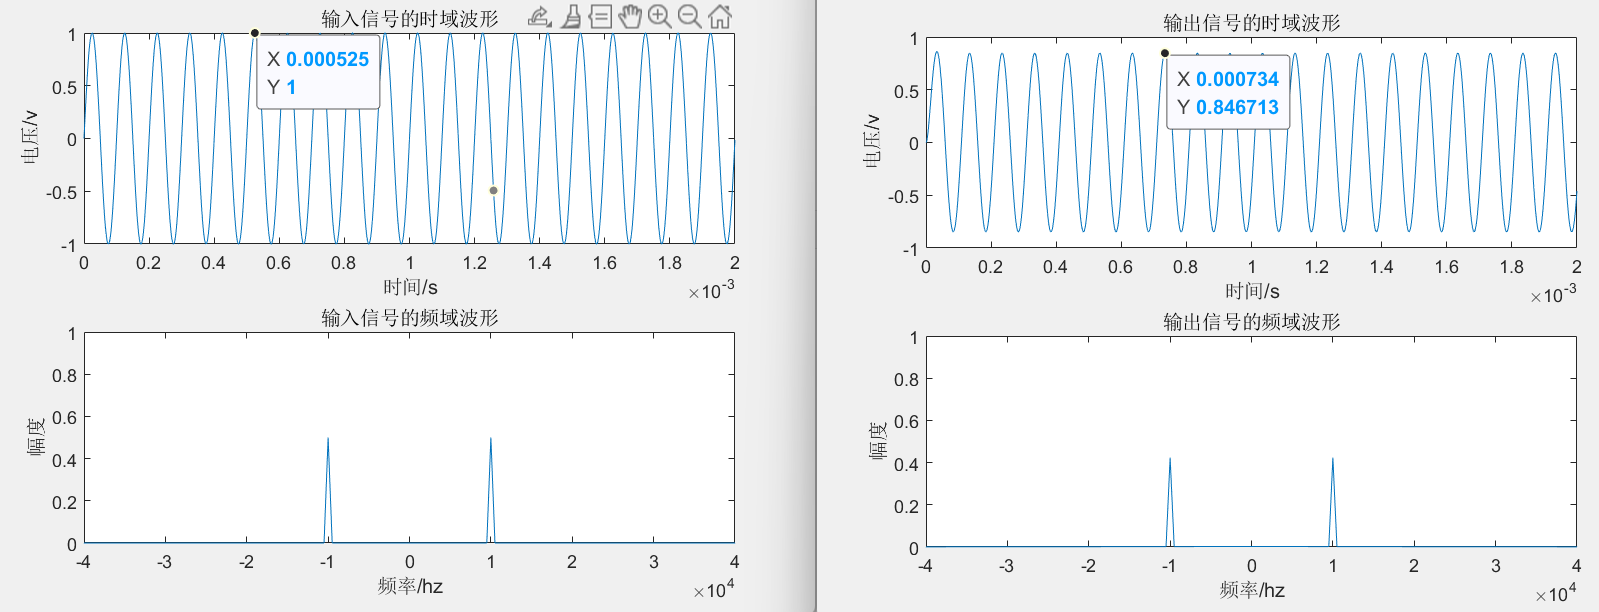 输入信号的时域波形
X 0.000525
Y 1
1
0.5
0
-0.5
-1
电压/v
0 0.2 0.4 0.6 0.8 1 1.2 1.4 1.6 1.8 2
时间/s
×10-3
输入信号的频域波形
1
0.8
0.6
0.4
0.2
0
幅度
-4 -3 -2 -1 0 1 2 3 4
频率/hz
×104
输出信号的时域波形
X 0.000734
Y 0.846713
1
0.5
0
-0.5
-1
电压/v
0 0.2 0.4 0.6 0.8 1 1.2 1.4 1.6 1.8 2
时间/s
×10-3
输出信号的频域波形
1
0.8
0.6
0.4
0.2
0
幅度
-4 -3 -2 -1 0 1 2 3 4
频率/hz
×104